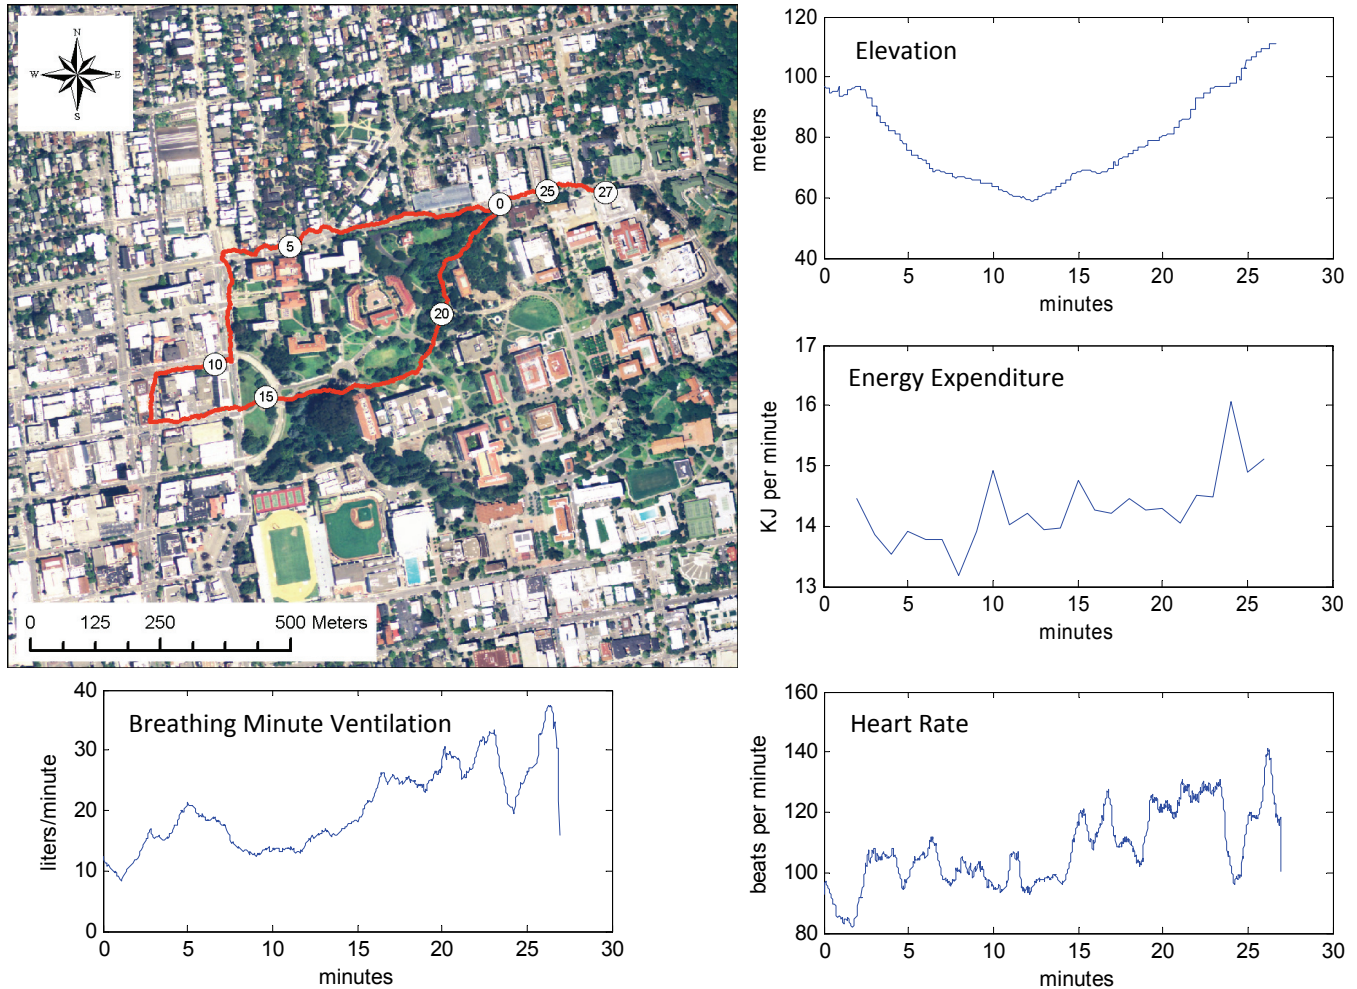 N
W E
S
0
25
27
5
20
10
15
0 125 250 500 Meters
Elevation
meters
120
100
80
60
40
0 5 10 15 20 25 30
minutes
Energy Expenditure
KJ per minute
17
16
15
14
13
0 5 10 15 20 25 30
minutes
Breathing Minute Ventilation
liters/minute
40
30
20
10
0
0 5 10 15 20 25 30
minutes
Heart Rate
beats per minute
160
140
120
100
80
0 5 10 15 20 25 30
minutes